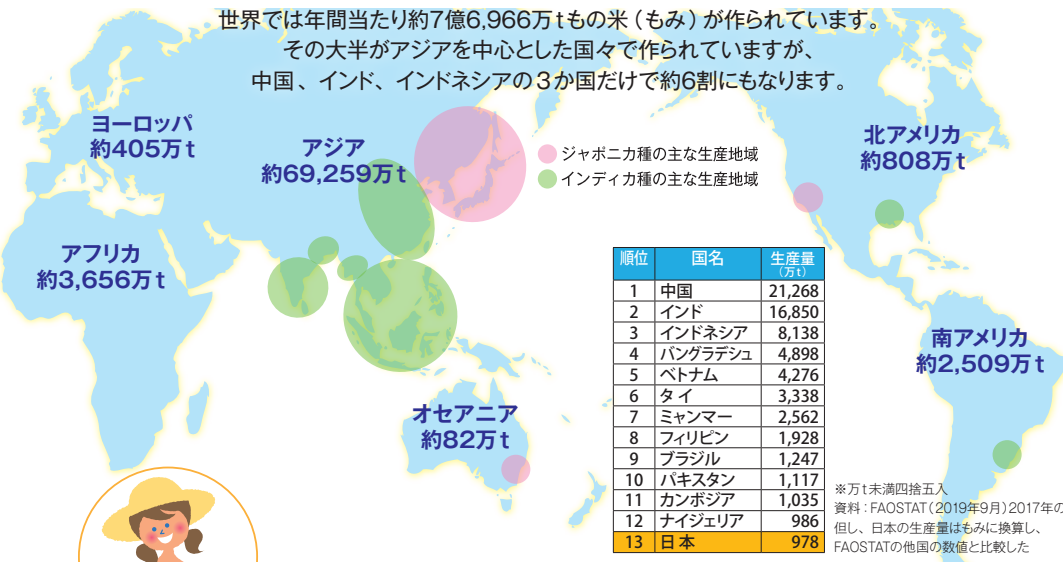 世界では年間当たり約7億6,966万tもの米（もみ）が作られています。
その大半がアジアを中心とした国々で作られていますが、
中国、インド、インドネシアの３か国だけで約6割にもなります。
ヨーロッパ
約405万t
アジア
約69,259万t
ジャポニカ種の主な生産地域
インディカ種の主な生産地域
北アメリカ
約808万t
アフリカ
約3,656万t
南アメリカ
約2,509万t
オセアニア
約82万t
順位 国名 生産量
（万t）
1 中国 21,268
2 インド 16,850
3 インドネシア 8,138
4 バングラデシュ 4,898
5 ベトナム 4,276
6 タイ 3,338
7 ミャンマー 2,562
8 フィリピン 1,928
9 ブラジル 1,247
10 パキスタン 1,117
11 カンボジア 1,035
12 ナイジェリア 986
13 日本 978
※万t未満四捨五入
資料：FAOSTAT（2019年9月）2017年の
但し、日本の生産量はもみに換算し、
FAOSTATの他国の数値と比較した